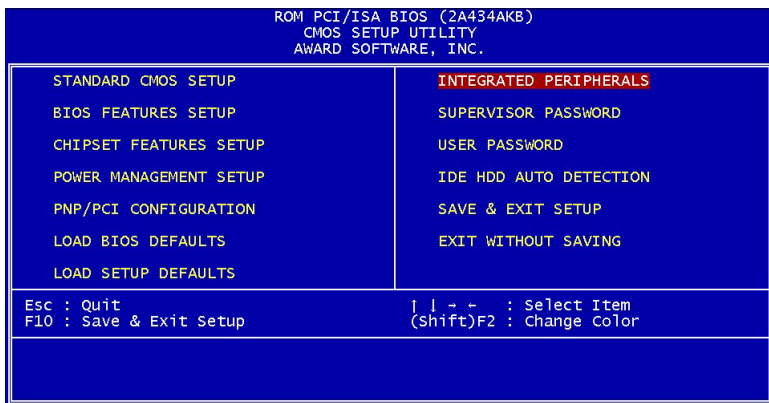 ROM PCI/ISA BIOS (2A434AKB)
CMOS SETUP UTILITY
AWARD SOFTWARE, INC.
STANDARD CMOS SETUP
BIOS FEATURES SETUP
CHIPSET FEATURES SETUP
POWER MANAGEMENT SETUP
PNP/PCI CONFIGURATION
LOAD BIOS DEFAULTS
LOAD SETUP DEFAULTS
INTEGRATED PERIPHERALS
SUPERVISOR PASSWORD
USER PASSWORD
IDE HDD AUTO DETECTION
SAVE & EXIT SETUP
EXIT WITHOUT SAVING
Esc : Quit
F10 : Save & Exit Setup
↑ ↓ → ← : Select Item
(Shift)F2 : Change Color